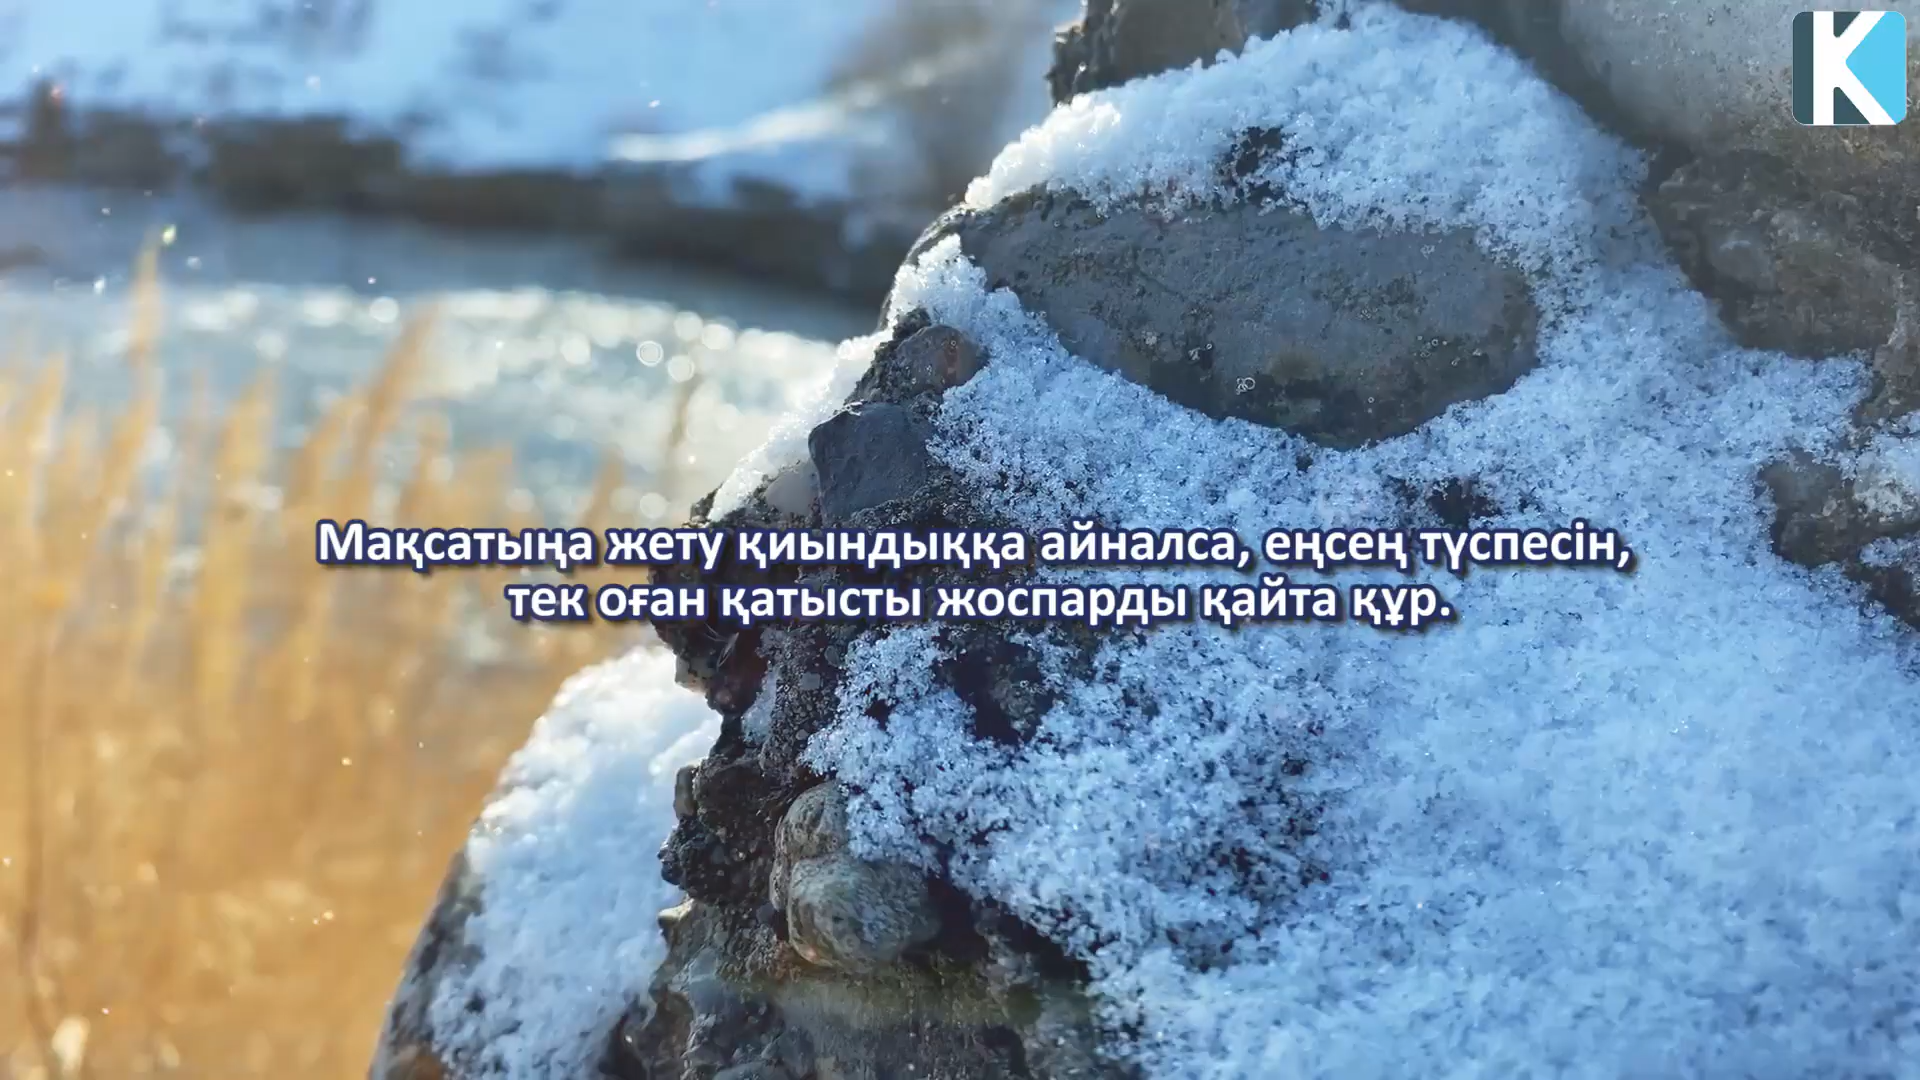 K
Мақсатыңа жету қиындыққа айналса, еңсең түспесін,
тек оған қатысты жоспарды қайта құр.